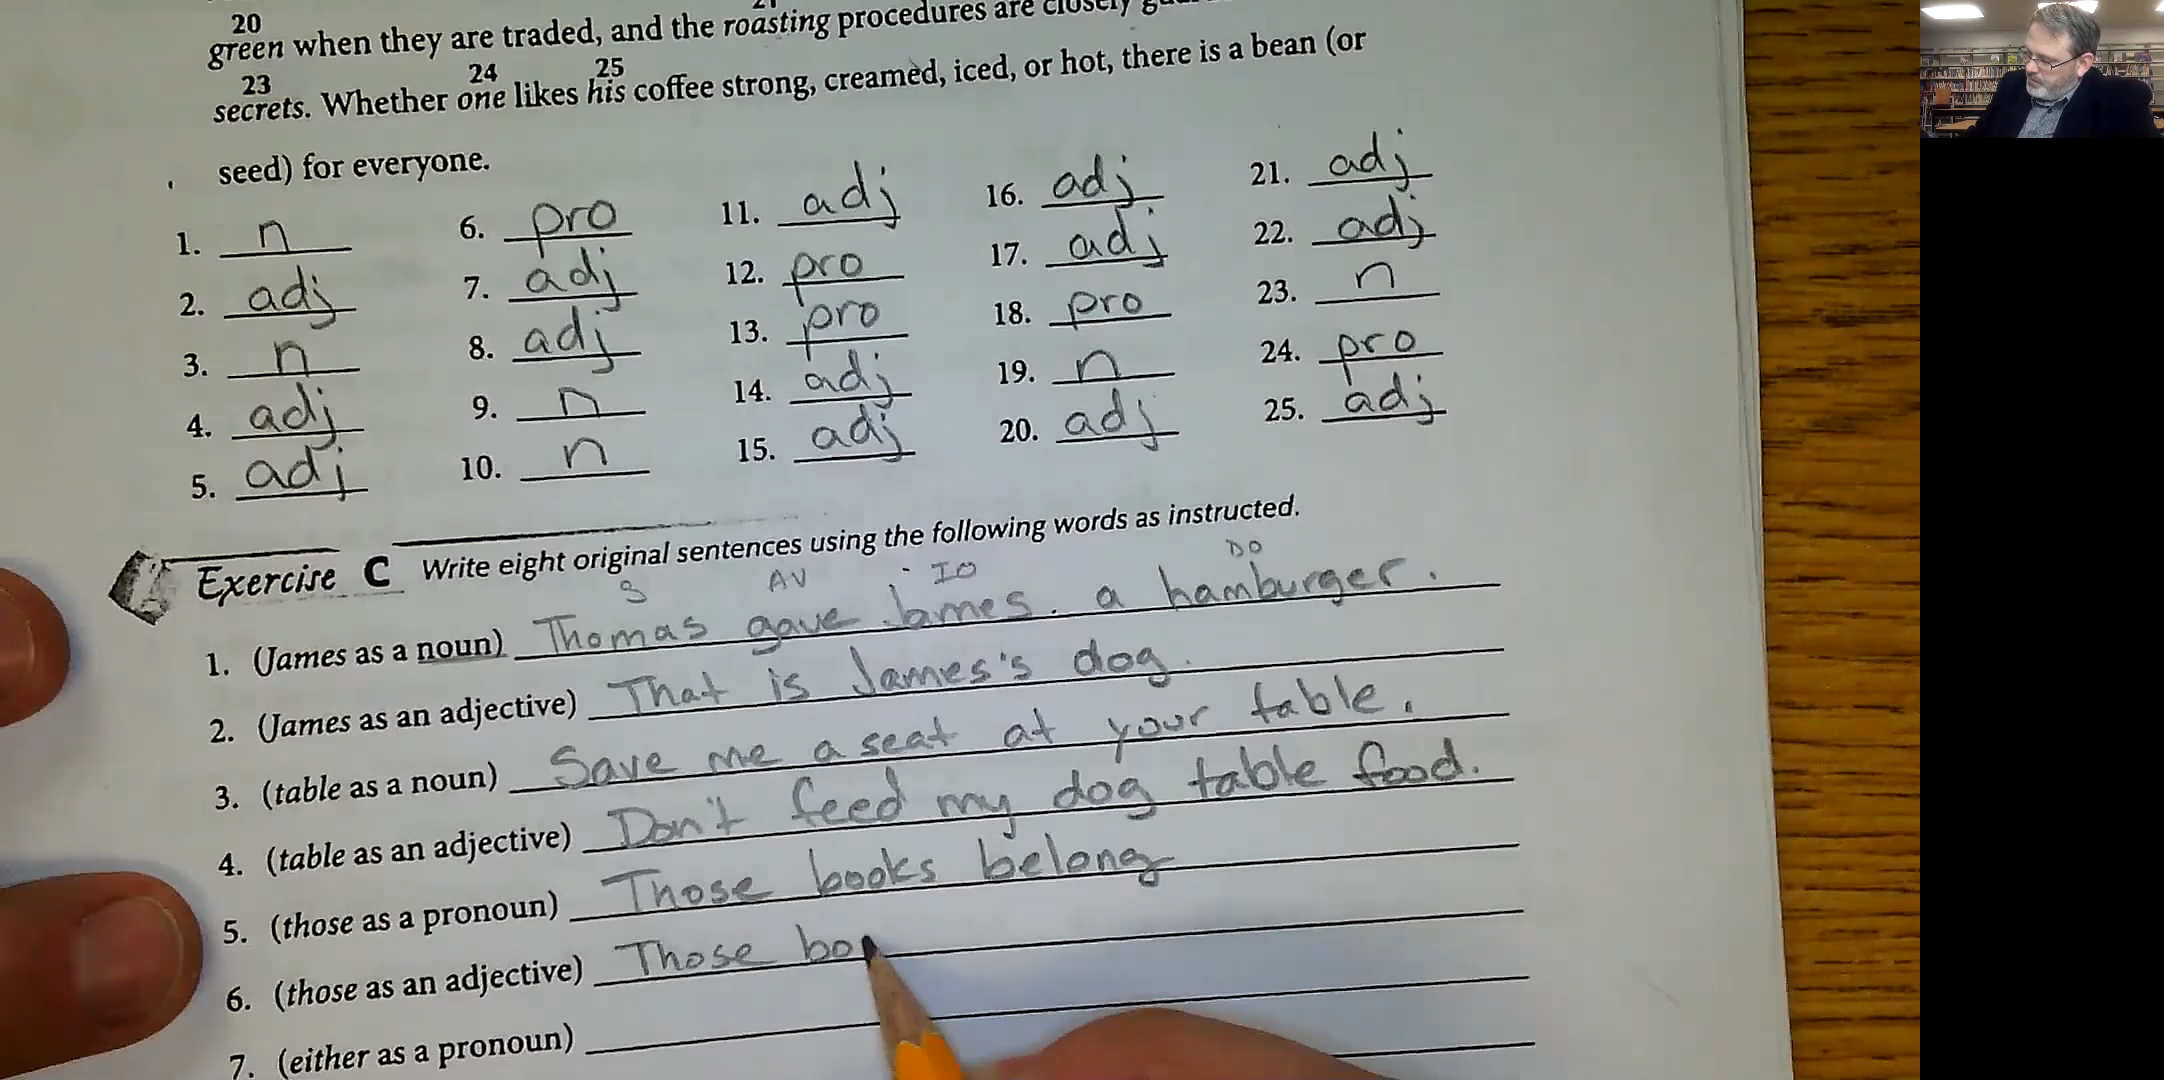 20 21
green when they are traded, and the roasting procedures are closely
23 24 25
secrets. Whether one likes his coffee strong, creamed, iced, or hot, there is a bean (or
seed) for everyone.
1. n 6. pro 11. adj 16. adj 21. adj
2. adj 7. adj 12. pro 17. adj 22. adj
3. n 8. adj 13. pro 18. pro 23. n
4. adj 9. n 14. adj 19. n 24. pro
5. adj 10. n 15. adj 20. adj 25. adj
Exercise C Write eight original sentences using the following words as instructed.
S AV IO DO
1. (James as a noun) Thomas gave James a hamburger.
2. (James as an adjective) That is James's dog.
3. (table as a noun) Save me a seat at your table.
4. (table as an adjective) Don't feed my dog table food.
5. (those as a pronoun) Those books belong
6. (those as an adjective) Those bo
7. (either as a pronoun)